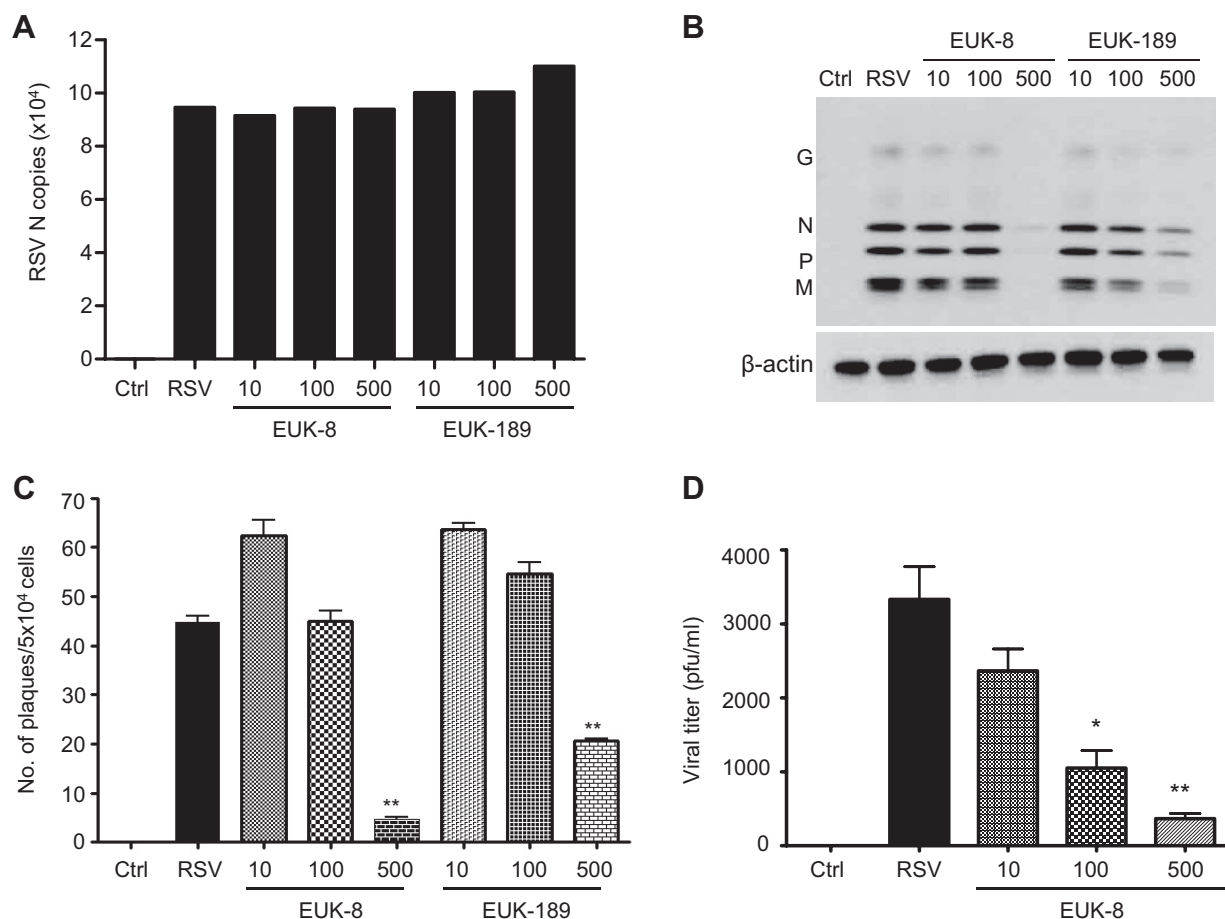 A
RSV N copies (x10⁴)
12
10
8
6
4
2
0
Ctrl RSV 10 100 500 10 100 500
EUK-8 EUK-189
B
EUK-8 EUK-189
Ctrl RSV 10 100 500 10 100 500
G
N
P
M
β-actin
C
No. of plaques/5x10⁴ cells
70
60
50
40
30
20
10
0
**
**
Ctrl RSV 10 100 500 10 100 500
EUK-8 EUK-189
D
Viral titer (pfu/ml)
4000
3000
2000
1000
0
*
**
Ctrl RSV 10 100 500
EUK-8